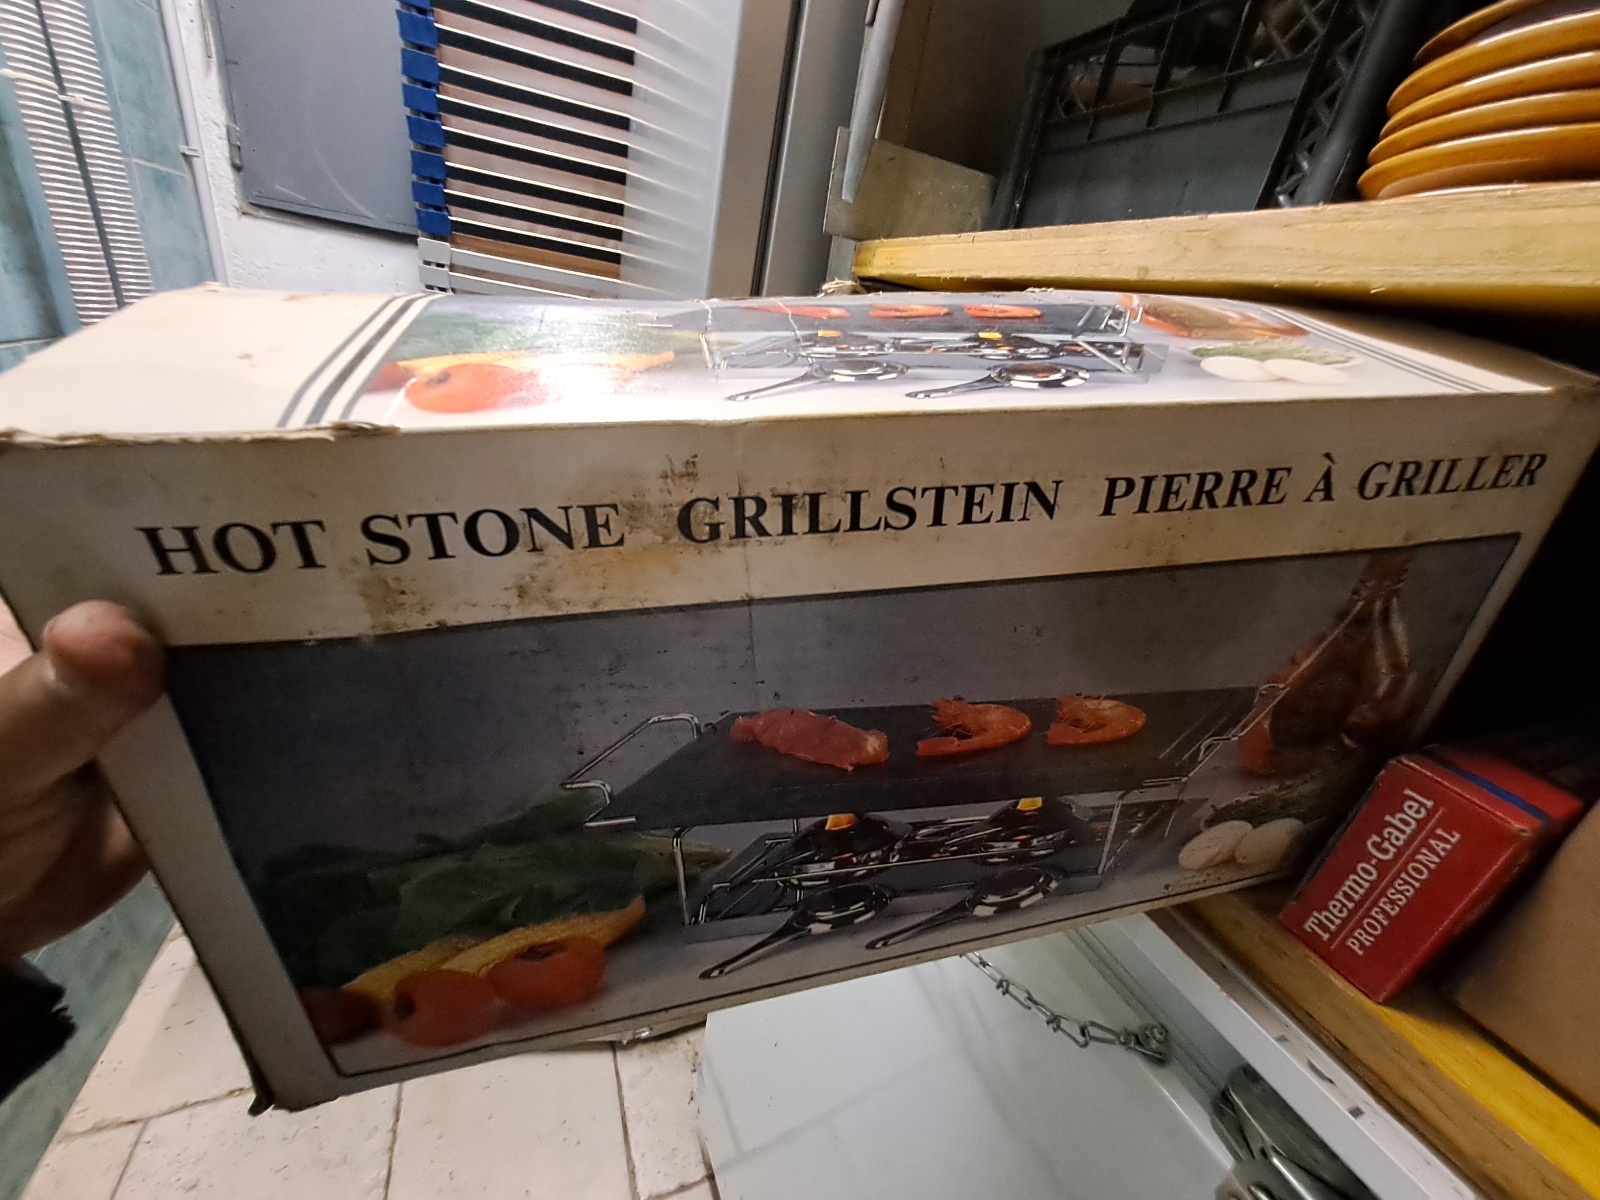 HOT STONE GRILLSTEIN PIERRE À GRILLER
Thermo-Gabel
PROFESSIONAL